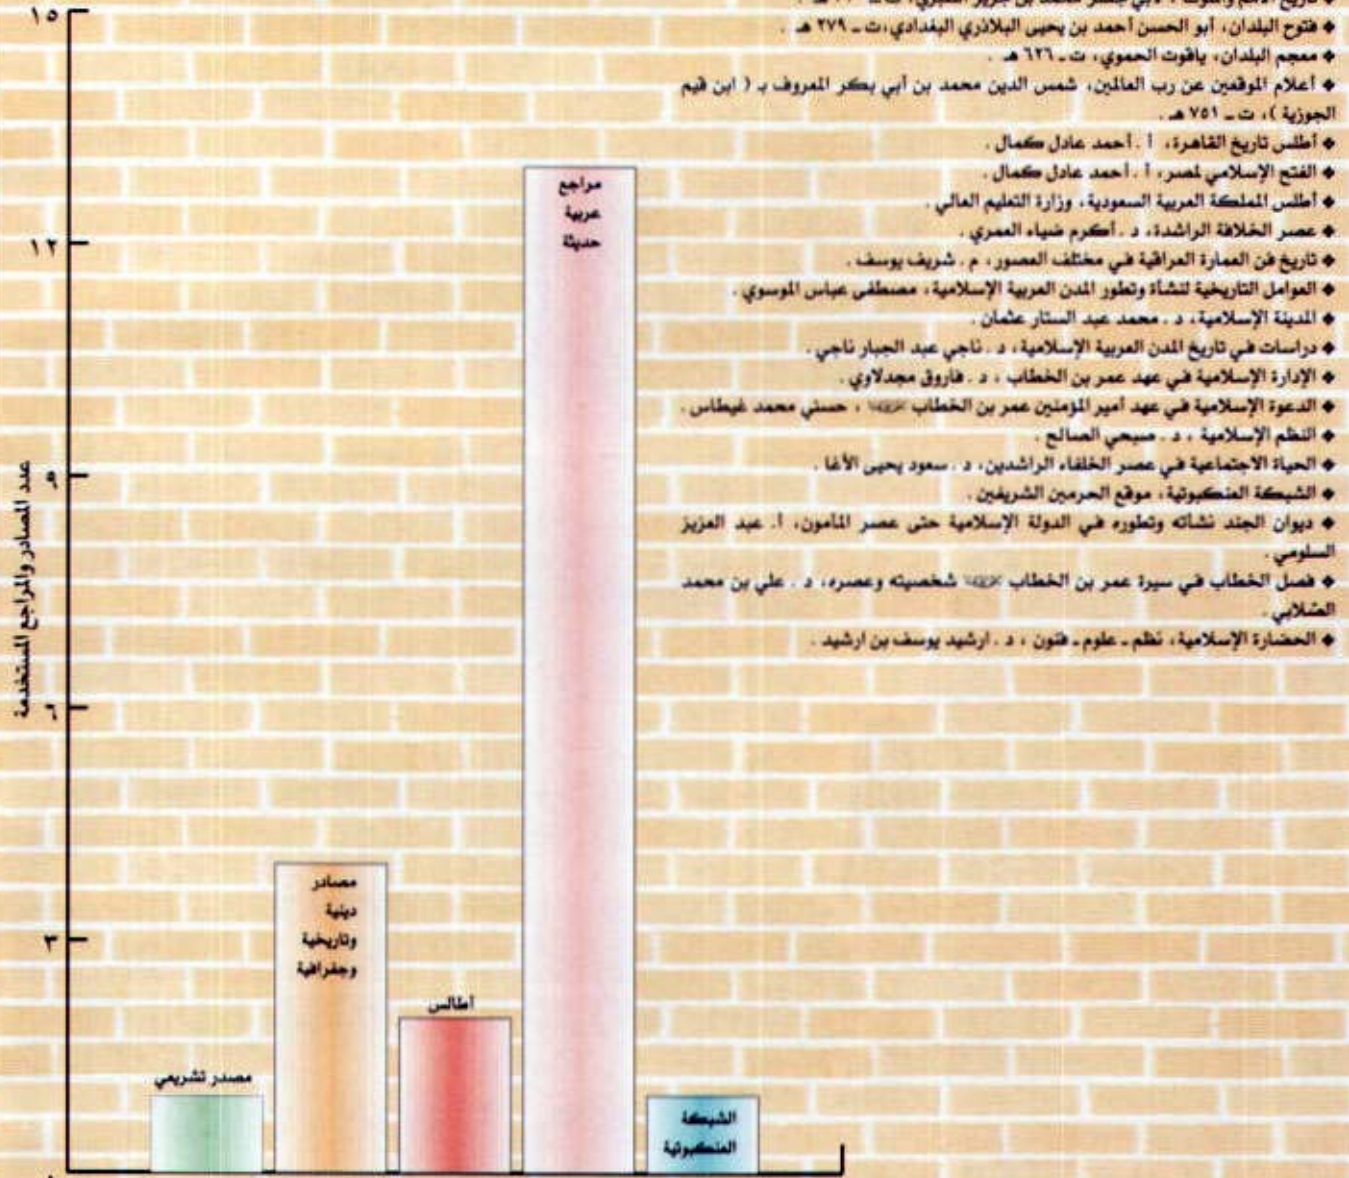 ❖ فتوح البلدان، أبو الحسن أحمد بن يحيى البلاذري البغدادي،ت ـ ٢٧٩ هـ .
❖ معجم البلدان، ياقوت الحموي، ت ـ ٦٢٦ هـ .
❖ أعلام الموقعين عن رب العالمين، شمس الدين محمد بن أبي بكر المعروف بـ ( ابن قيم
الجوزية )، ت ـ ٧٥١ هـ .
❖ أطلس تاريخ القاهرة، أ . أحمد عادل كمال .
❖ الفتح الإسلامي لمصر، أ . أحمد عادل كمال .
❖ أطلس المملكة العربية السعودية، وزارة التعليم العالي .
❖ عصر الخلافة الراشدة، د . أكرم ضياء العمري .
❖ تاريخ فن العمارة العراقية في مختلف العصور، م . شريف يوسف .
❖ العوامل التاريخية لنشأة وتطور المدن العربية الإسلامية، مصطفى عباس الموسوي .
❖ المدينة الإسلامية، د . محمد عبد الستار عثمان .
❖ دراسات في تاريخ المدن العربية الإسلامية، د . ناجي عبد الجبار ناجي .
❖ الإدارة الإسلامية في عهد عمر بن الخطاب ، د . فاروق مجدلاوي .
❖ الدعوة الإسلامية في عهد أمير المؤمنين عمر بن الخطاب ، حسني محمد غيطاس .
❖ النظم الإسلامية ، د . صبحي الصالح .
❖ الحياة الاجتماعية في عصر الخلفاء الراشدين، د . سعود يحيى الأغا .
❖ الشبكة العنكبوتية، موقع الحرمين الشريفين .
❖ ديوان الجند نشأته وتطوره في الدولة الإسلامية حتى عصر المأمون، أ. عبد العزيز
السلومي .
❖ فصل الخطاب في سيرة عمر بن الخطاب شخصيته وعصره، د . علي بن محمد
الصّلابي .
❖ الحضارة الإسلامية، نظم ـ علوم ـ فنون ، د . ارشيد يوسف بن ارشيد .
عدد المصادر والمراجع المستخدمة
١٥
١٢
٩
٦
٣
٠
مراجع
عربية
حديثة
مصادر
دينية
وتاريخية
وجغرافية
أطالس
مصدر تشريعي
الشبكة
العنكبوتية